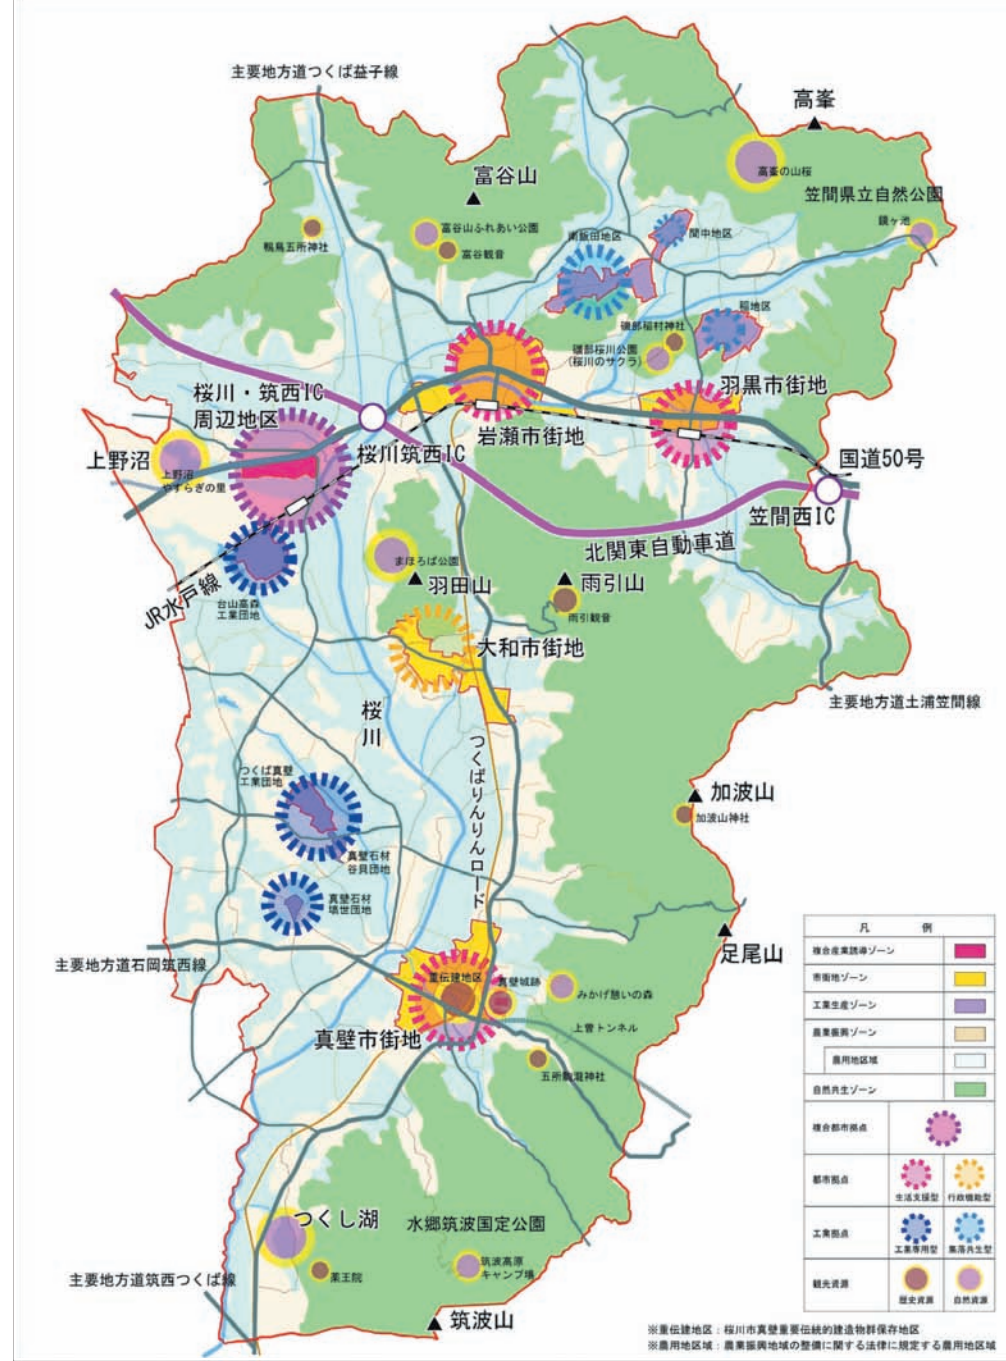 主要地方道つくば益子線
高峯
富谷山
高峯の山桜
笠間県立自然公園
鏡ヶ池
富谷山ふれあい公園
鴨鳥五所神社
富谷観音
南飯田地区
間中地区
稲地区
磯部稲村神社
磯部桜川公園
(桜川のサクラ)
羽黒市街地
桜川・筑西IC
周辺地区
岩瀬市街地
桜川筑西IC
上野沼
上野沼
やすらぎの里
国道50号
笠間西IC
北関東自動車道
JR水戸線
まほろば公園
羽田山
雨引山
台山高森
工業団地
雨引観音
大和市街地
主要地方道土浦笠間線
桜川
つくばりんりんロード
つくば真壁
工業団地
加波山
加波山神社
真壁石材
谷貝団地
真壁石材
塙世団地
足尾山
主要地方道石岡筑西線
重伝建地区
真壁城跡
みかげ憩いの森
上曽トンネル
真壁市街地
五所駒瀧神社
つくし湖
水郷筑波国定公園
主要地方道筑西つくば線
薬王院
筑波高原
キャンプ場
筑波山
凡例
複合産業誘導ゾーン
市街地ゾーン
工業生産ゾーン
農業振興ゾーン
農用地区域
自然共生ゾーン
複合都市拠点
都市拠点
生活支援型 行政機能型
工業拠点
工業専用型 集落共生型
観光資源
歴史資源 自然資源
※重伝建地区:桜川市真壁重要伝統的建造物群保存地区
※農用地区域:農業振興地域の整備に関する法律に規定する農用地区域